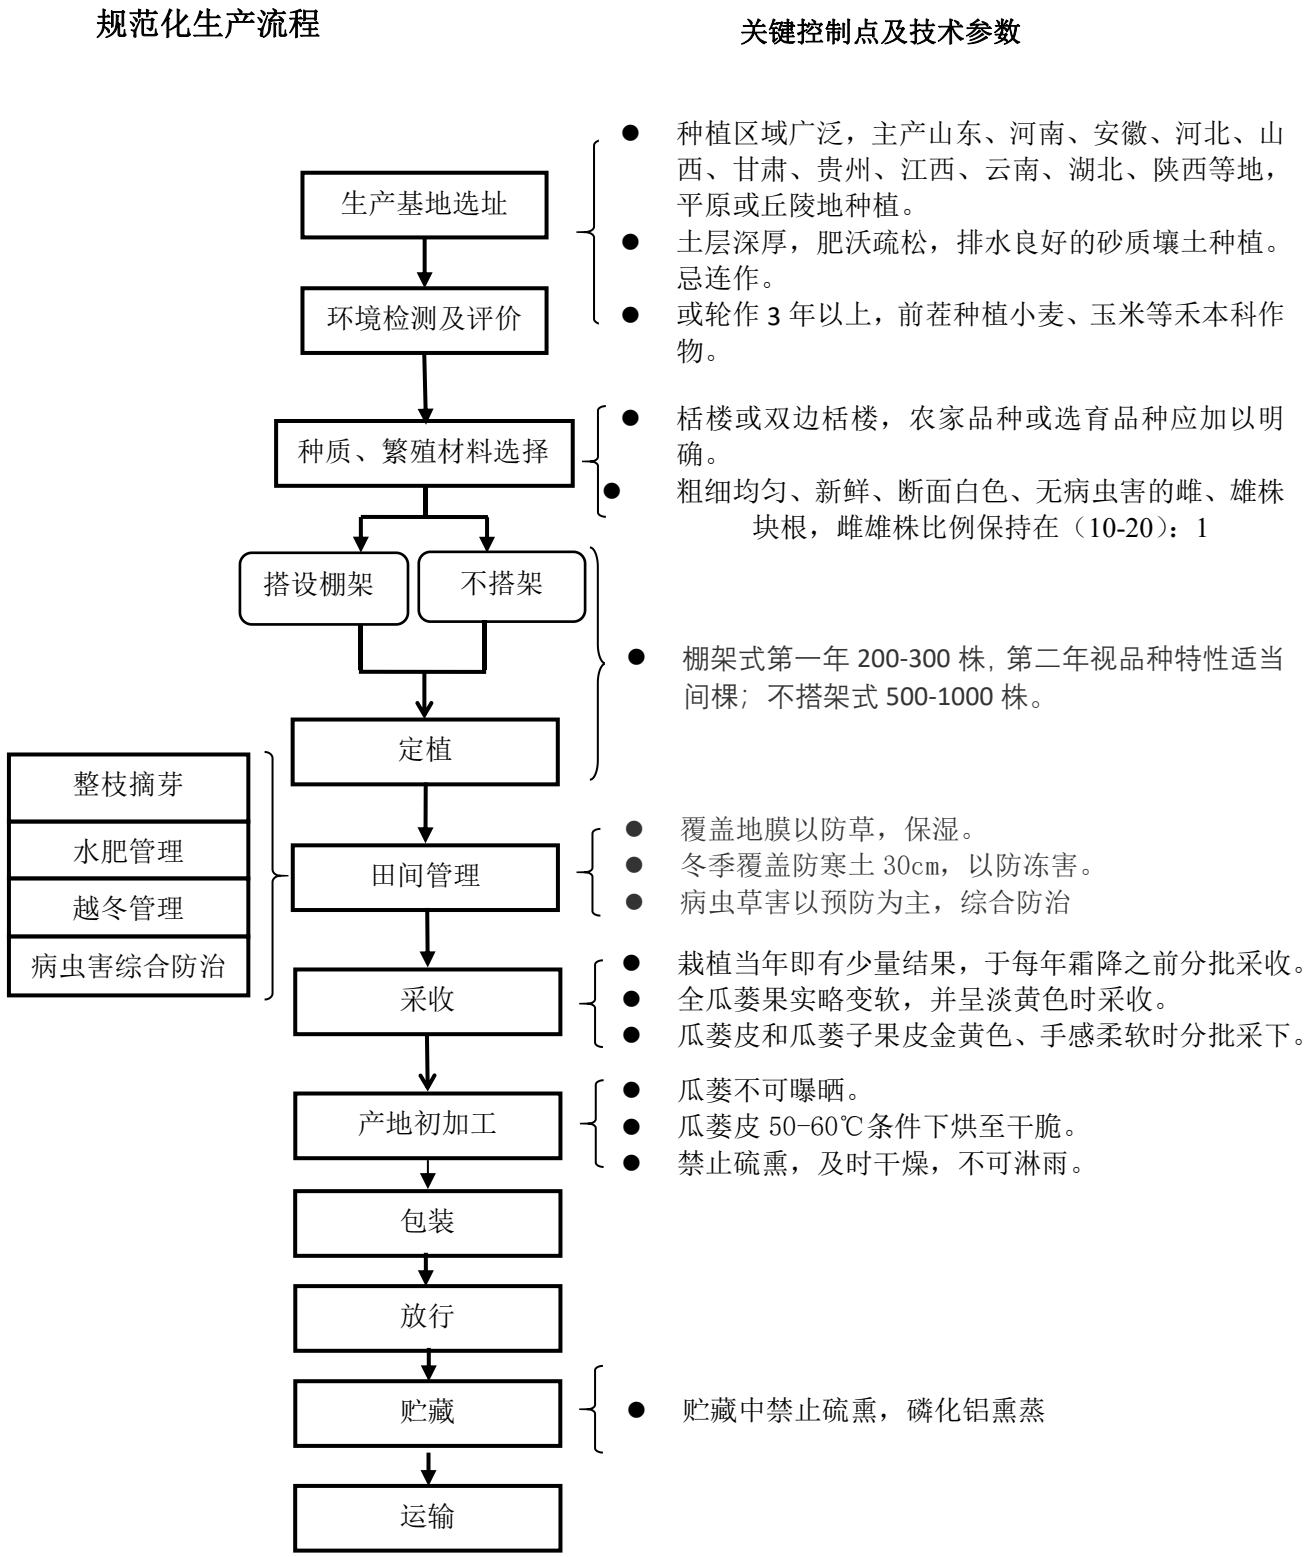 规范化生产流程
关键控制点及技术参数
生产基地选址
环境检测及评价
● 种植区域广泛，主产山东、河南、安徽、河北、山
西、甘肃、贵州、江西、云南、湖北、陕西等地，
平原或丘陵地种植。
● 土层深厚，肥沃疏松，排水良好的砂质壤土种植。
忌连作。
● 或轮作 3 年以上，前茬种植小麦、玉米等禾本科作
物。
种质、繁殖材料选择
● 栝楼或双边栝楼，农家品种或选育品种应加以明
确。
● 粗细均匀、新鲜、断面白色、无病虫害的雌、雄株
块根，雌雄株比例保持在（10-20）：1
搭设棚架
不搭架
定植
● 棚架式第一年 200-300 株，第二年视品种特性适当
间棵；不搭架式 500-1000 株。
整枝摘芽
水肥管理
越冬管理
病虫害综合防治
田间管理
● 覆盖地膜以防草，保湿。
● 冬季覆盖防寒土 30cm，以防冻害。
● 病虫草害以预防为主，综合防治
采收
● 栽植当年即有少量结果，于每年霜降之前分批采收。
● 全瓜蒌果实略变软，并呈淡黄色时采收。
● 瓜蒌皮和瓜蒌子果皮金黄色、手感柔软时分批采下。
产地初加工
● 瓜蒌不可曝晒。
● 瓜蒌皮 50-60℃条件下烘至干脆。
● 禁止硫熏，及时干燥，不可淋雨。
包装
放行
贮藏
● 贮藏中禁止硫熏，磷化铝熏蒸
运输